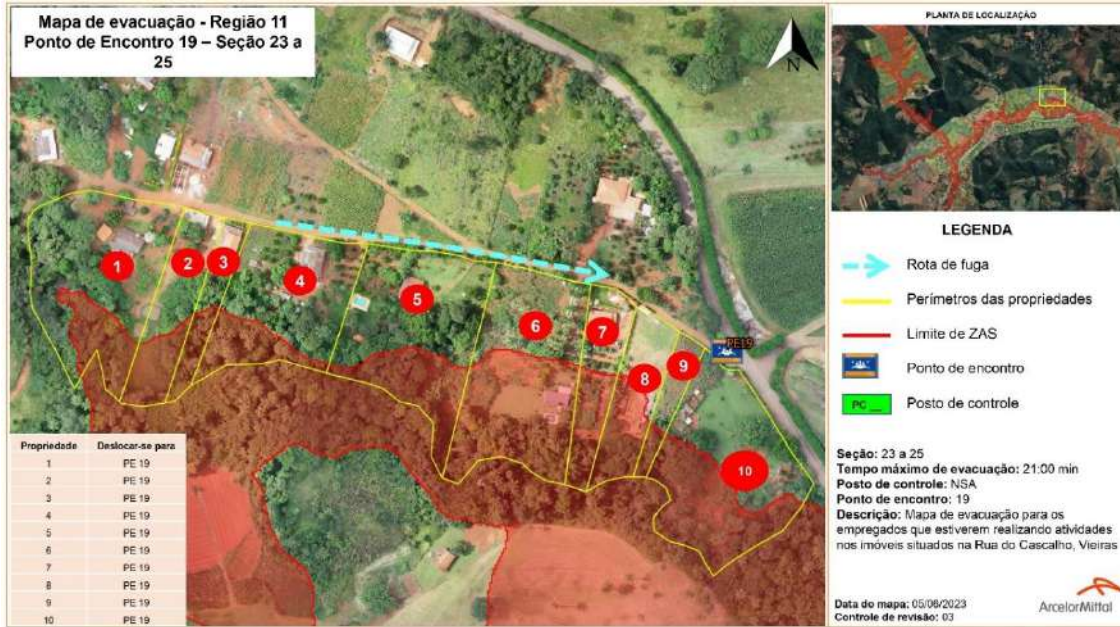 Mapa de evacuação - Região 11
Ponto de Encontro 19 – Seção 23 a
25
N
1
2
3
4
5
6
7
8
9
10
PE19
Propriedade Deslocar-se para
1 PE 19
2 PE 19
3 PE 19
4 PE 19
5 PE 19
6 PE 19
7 PE 19
8 PE 19
9 PE 19
10 PE 19
PLANTA DE LOCALIZAÇÃO
LEGENDA
Rota de fuga
Perímetros das propriedades
Limite de ZAS
Ponto de encontro
PC __ Posto de controle
Seção: 23 a 25
Tempo máximo de evacuação: 21:00 min
Posto de controle: NSA
Ponto de encontro: 19
Descrição: Mapa de evacuação para os
empregados que estiverem realizando atividades
nos imóveis situados na Rua do Cascalho, Vieiras
Data do mapa: 05/06/2023
Controle de revisão: 03
ArcelorMittal